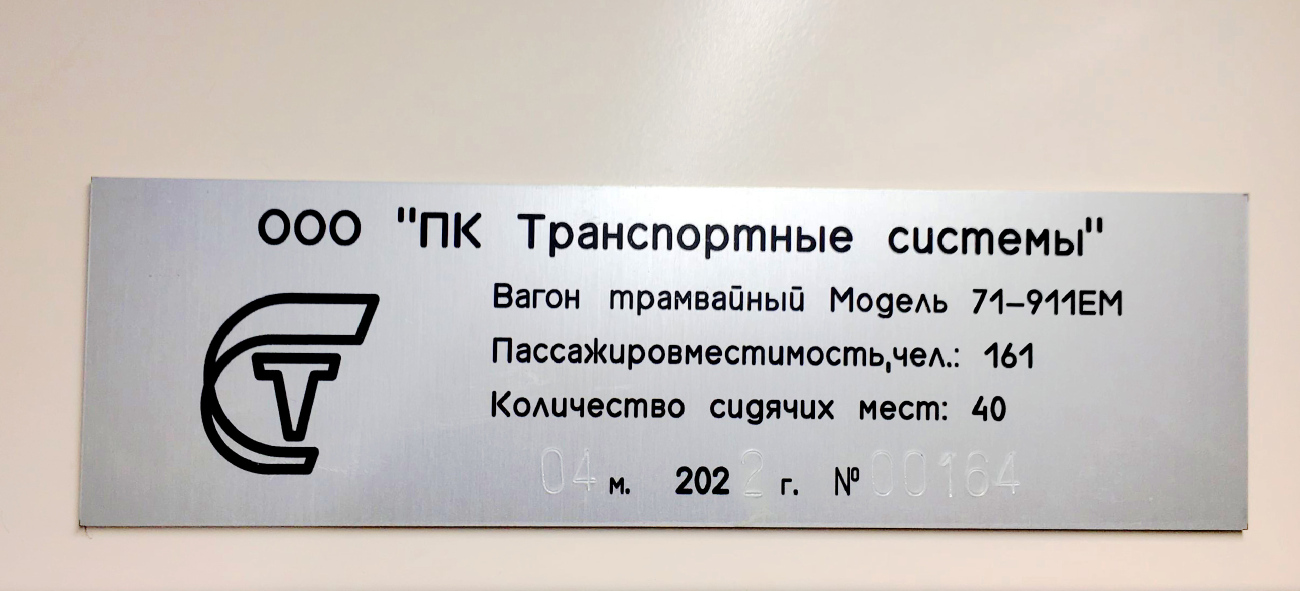 ООО "ПК Транспортные системы"
Вагон трамвайный Модель 71-911ЕМ
Пассажировместимость,чел.: 161
Количество сидячих мест: 40
04 м. 2022 г. № 00164
СТ